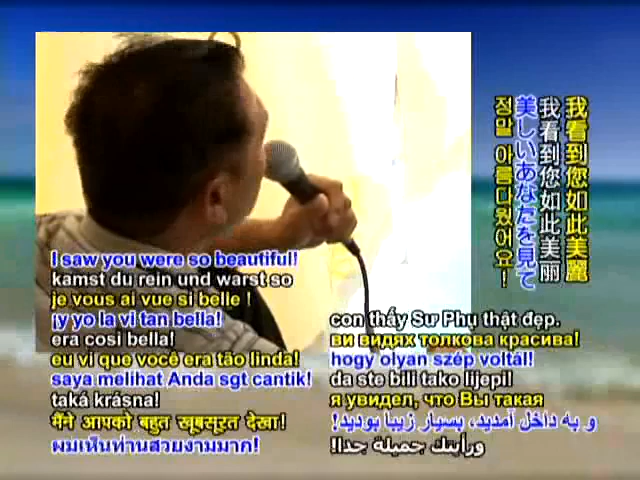 我看到您如此美麗
我看到您如此美丽
美しいあなたを見て
정말 아름다웠어요!
I saw you were so beautiful!
kamst du rein und warst so
je vous ai vue si belle !
¡y yo la vi tan bella!
era cosi bella!
eu vi que você era tão linda!
saya melihat Anda sgt cantik!
taká krásna!
मैंने आपको बहुत खूबसूरत देखा!
ผมเห็นท่านสวยงามมาก!
con thấy Sư Phụ thật đẹp.
ви видях толкова красива!
hogy olyan szép voltál!
da ste bili tako lijepi!
я увидел, что Вы такая
و به داخل آمدید، بسیار زیبا بودید!
ورأيتك جميلة جدا!!